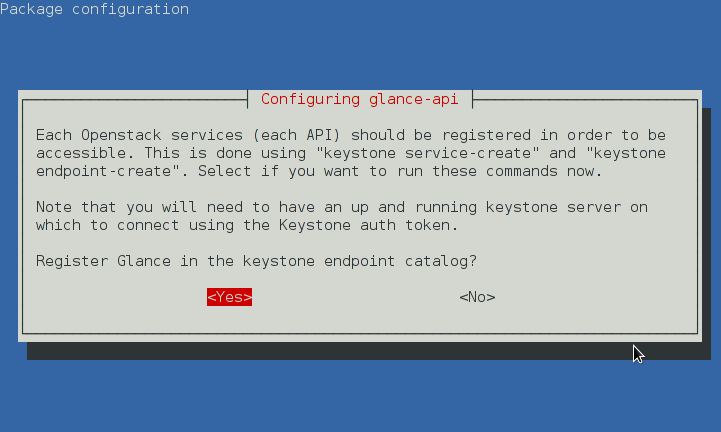 Package configuration
Configuring glance-api
Each Openstack services (each API) should be registered in order to be
accessible. This is done using "keystone service-create" and "keystone
endpoint-create". Select if you want to run these commands now.
Note that you will need to have an up and running keystone server on
which to connect using the Keystone auth token.
Register Glance in the keystone endpoint catalog?
<Yes> <No>